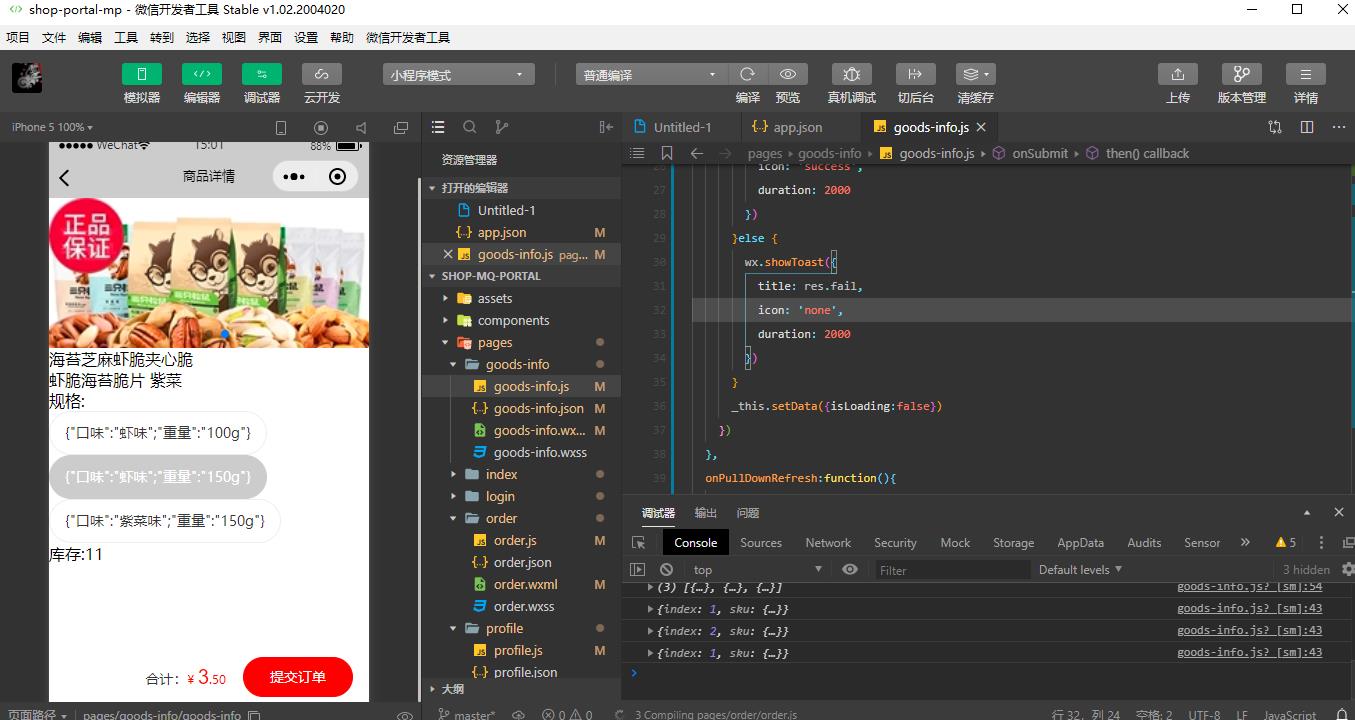 shop-portal-mp - 微信开发者工具 Stable v1.02.2004020
项目 文件 编辑 工具 转到 选择 视图 界面 设置 帮助 微信开发者工具
模拟器 编辑器 调试器 云开发
小程序模式
普通编译
编译 预览 真机调试 切后台 清缓存
上传 版本管理 详情
iPhone 5 100%
WeChat 15:01 88%
商品详情
正品
保证
三只松鼠
海苔芝麻虾脆夹心脆
虾脆海苔脆片 紫菜
规格:
{"口味":"虾味";"重量":"100g"}
{"口味":"虾味";"重量":"150g"}
{"口味":"紫菜味";"重量":"150g"}
库存:11
合计: ¥ 3.50
提交订单
页面路径 pages/goods-info/goods-info
资源管理器
打开的编辑器
Untitled-1
app.json M
goods-info.js pag... M
SHOP-MQ-PORTAL
assets
components
pages
goods-info
goods-info.js M
goods-info.json M
goods-info.wx... M
goods-info.wxss
index
login
order
order.js M
order.json
order.wxml M
order.wxss
profile
profile.js M
profile.json
大纲
master*
0 0
3 Compiling pages/order/order.js
Untitled-1 app.json goods-info.js
pages goods-info goods-info.js onSubmit then() callback
26 icon: 'success',
27 duration: 2000
28 })
29 }else {
30 wx.showToast({
31 title: res.fail,
32 icon: 'none',
33 duration: 2000
34 })
35 }
36 _this.setData({isLoading:false})
37 })
38 },
39 onPullDownRefresh:function(){
调试器 输出 问题
Console Sources Network Security Mock Storage AppData Audits Sensor 5
top Filter Default levels 3 hidden
(3) [{…}, {…}, {…}] goods-info.js? [sm]:54
{index: 1, sku: {…}} goods-info.js? [sm]:43
{index: 2, sku: {…}} goods-info.js? [sm]:43
{index: 1, sku: {…}} goods-info.js? [sm]:43
行 32，列 24 空格: 2 UTF-8 LF JavaScript